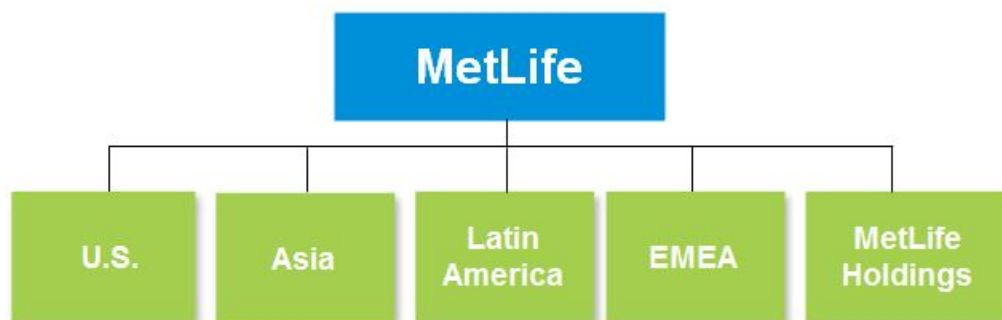 MetLife
U.S.
Asia
Latin
America
EMEA
MetLife
Holdings